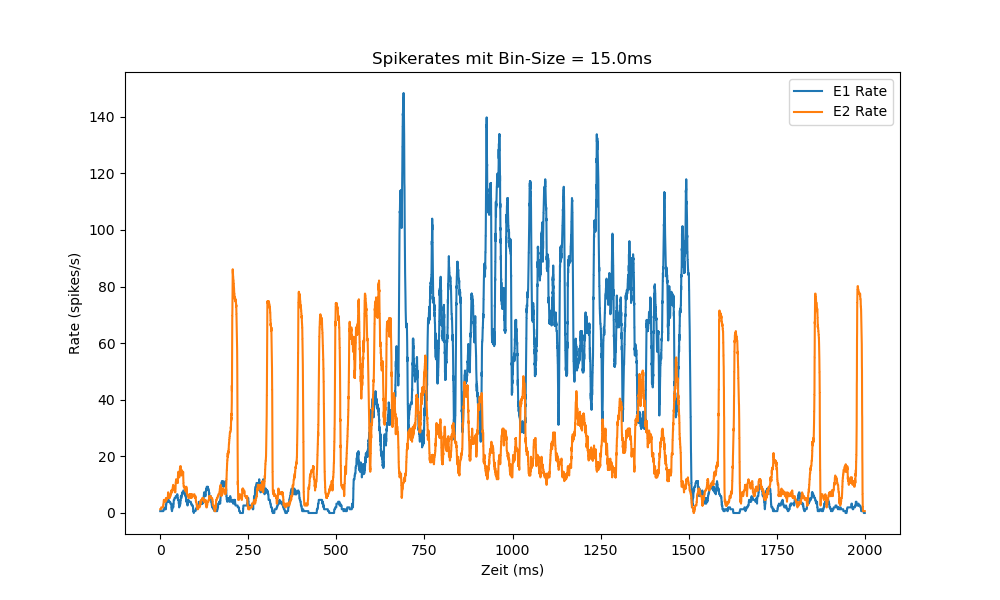 Spikerates mit Bin-Size = 15.0ms
E1 Rate
E2 Rate
140
120
100
80
60
40
20
0
Rate (spikes/s)
0 250 500 750 1000 1250 1500 1750 2000
Zeit (ms)